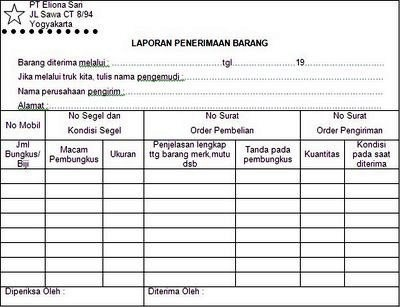 PT Eliona Sari
JL Sawa CT 8/94
Yogyakarta
LAPORAN PENERIMAAN BARANG
Barang diterima melalui : ............................tgl..................19...................
Jika melalui truk kita, tulis nama pengemudi :...................................
Nama perusahaan pengirim :...................................
Alamat :...................................
No Mobil
No Segel dan
Kondisi Segel
No Surat
Order Pembelian
No Surat
Order Pengiriman
Jml
Bungkus/
Biji
Macam
Pembungkus
Ukuran
Penjelasan lengkap
ttg barang merk,mutu
dsb
Tanda pada
pembungkus
Kuantitas
Kondisi
pada saat
diterima
Diperiksa Oleh :
Diterima Oleh :